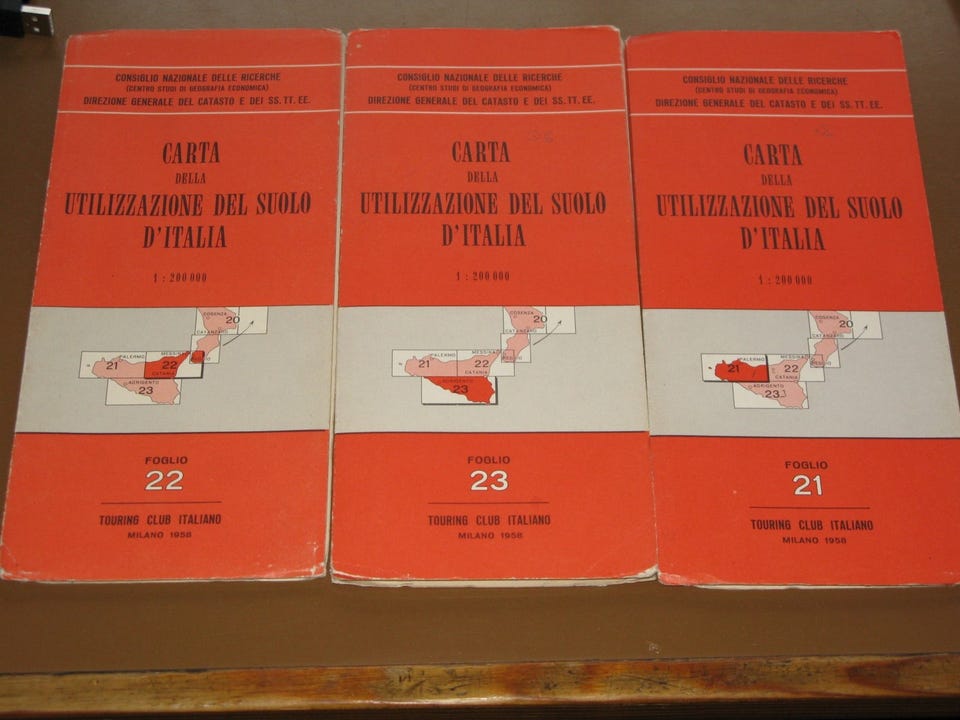 CONSIGLIO NAZIONALE DELLE RICERCHE
(CENTRO STUDI DI GEOGRAFIA ECONOMICA)
DIREZIONE GENERALE DEL CATASTO E DEI SS. TT. EE.
CARTA
DELLA
UTILIZZAZIONE DEL SUOLO
D'ITALIA
1 : 200 000
COSENZA
20
CATANZARO
PALERMO
MESSINA
REGGIO
21
22
CATANIA
AGRIGENTO
23
FOGLIO
22
TOURING CLUB ITALIANO
MILANO 1958
CONSIGLIO NAZIONALE DELLE RICERCHE
(CENTRO STUDI DI GEOGRAFIA ECONOMICA)
DIREZIONE GENERALE DEL CATASTO E DEI SS. TT. EE.
CARTA
DELLA
UTILIZZAZIONE DEL SUOLO
D'ITALIA
1 : 200 000
COSENZA
20
CATANZARO
PALERMO
MESSINA
REGGIO
21
22
CATANIA
AGRIGENTO
23
FOGLIO
23
TOURING CLUB ITALIANO
MILANO 1958
CONSIGLIO NAZIONALE DELLE RICERCHE
(CENTRO STUDI DI GEOGRAFIA ECONOMICA)
DIREZIONE GENERALE DEL CATASTO E DEI SS. TT. EE.
CARTA
DELLA
UTILIZZAZIONE DEL SUOLO
D'ITALIA
1 : 200 000
COSENZA
20
CATANZARO
PALERMO
MESSINA
REGGIO
21
22
CATANIA
AGRIGENTO
23
FOGLIO
21
TOURING CLUB ITALIANO
MILANO 1958